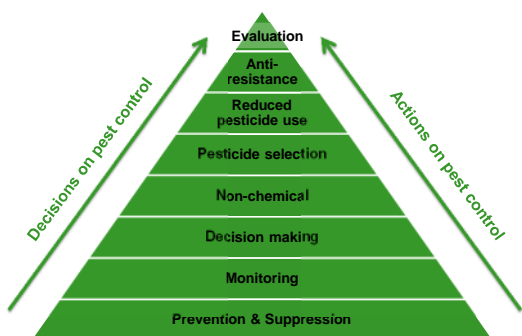 Evaluation
Anti-
resistance
Reduced
pesticide use
Pesticide selection
Non-chemical
Decision making
Monitoring
Prevention & Suppression
Decisions on pest control
Actions on pest control